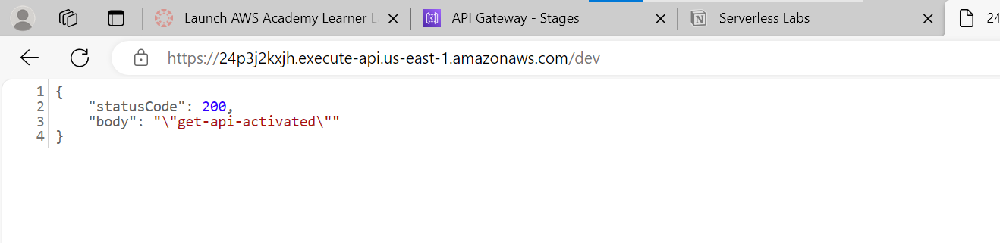 Launch AWS Academy Learner L
API Gateway - Stages
Serverless Labs
24
https://24p3j2kxjh.execute-api.us-east-1.amazonaws.com/dev
1 {
2     "statusCode": 200,
3     "body": "\"get-api-activated\""
4 }